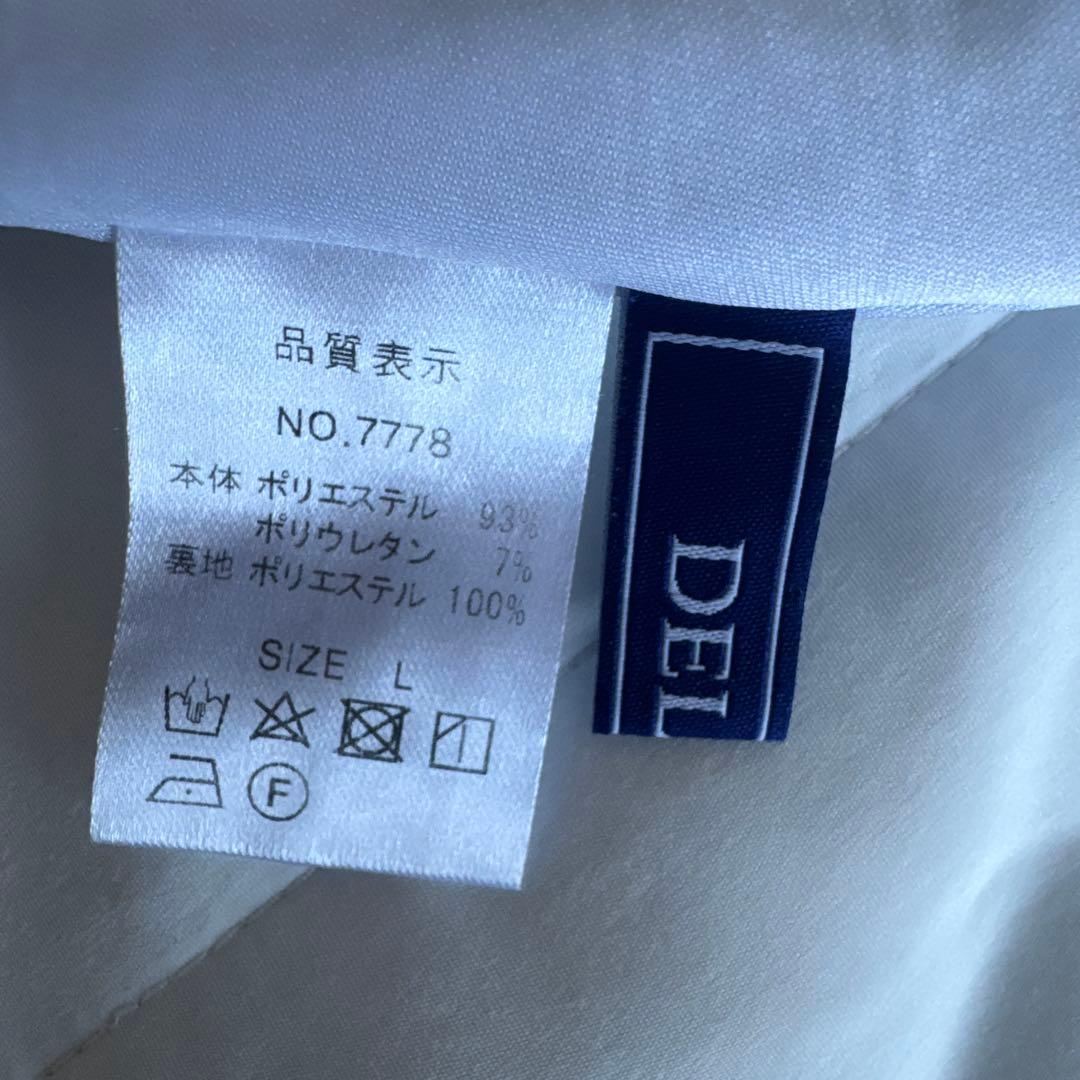 品質表示
NO.7778
本体 ポリエステル 93%
ポリウレタン 7%
裏地 ポリエステル 100%
SIZE L
F
DEL